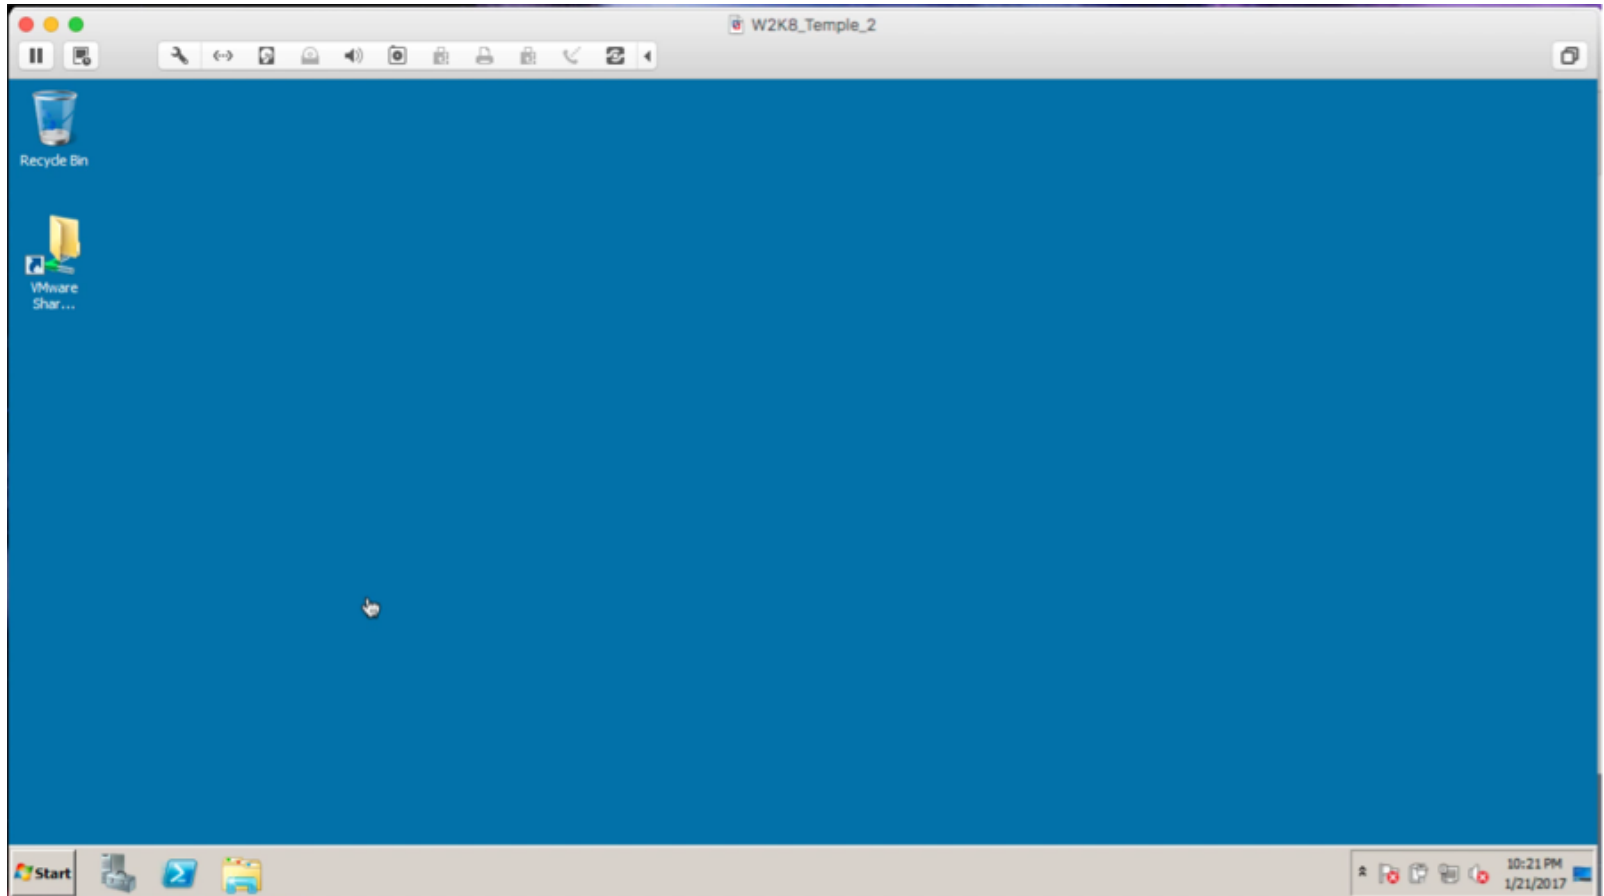 W2K8_Temple_2
Recycle Bin
VMware
Shar...
Start
10:21 PM
1/21/2017